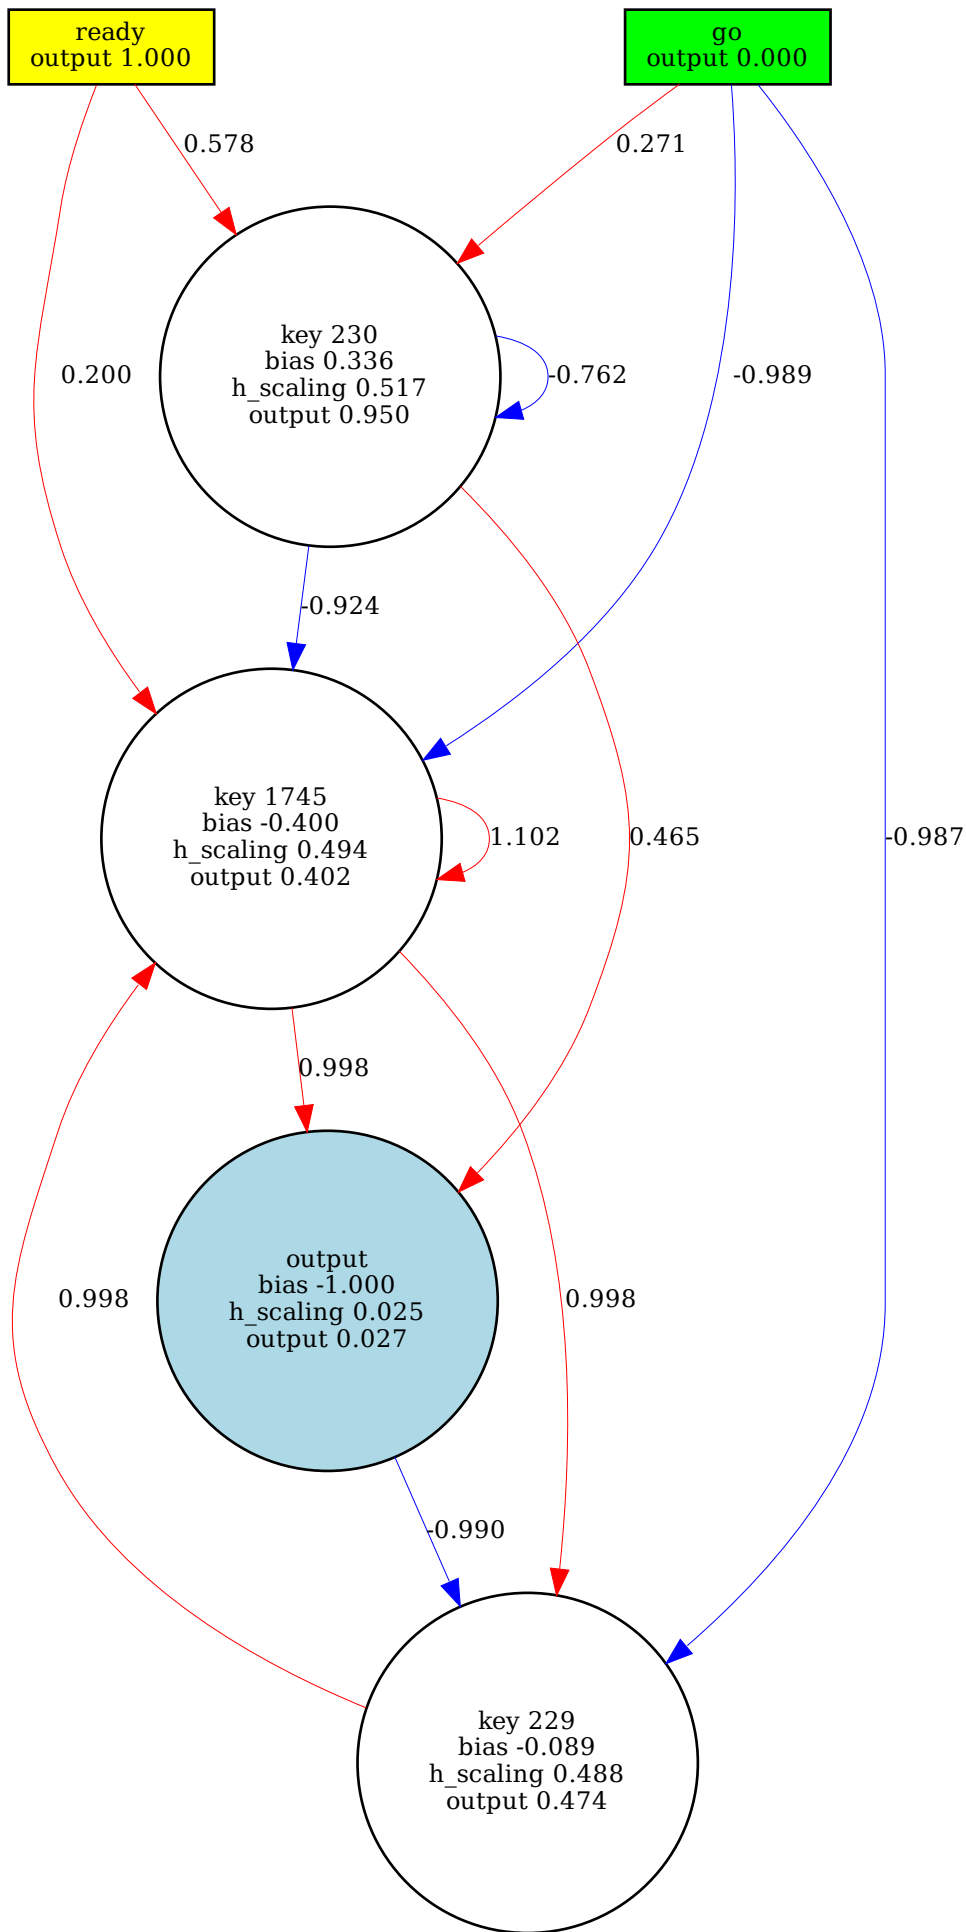 ready
output 1.000
go
output 0.000
0.578
0.271
key 230
bias 0.336
h_scaling 0.517
output 0.950
0.200
-0.762
-0.989
-0.924
key 1745
bias -0.400
h_scaling 0.494
output 0.402
1.102
0.465
-0.987
0.998
output
bias -1.000
h_scaling 0.025
output 0.027
0.998
0.998
-0.990
key 229
bias -0.089
h_scaling 0.488
output 0.474